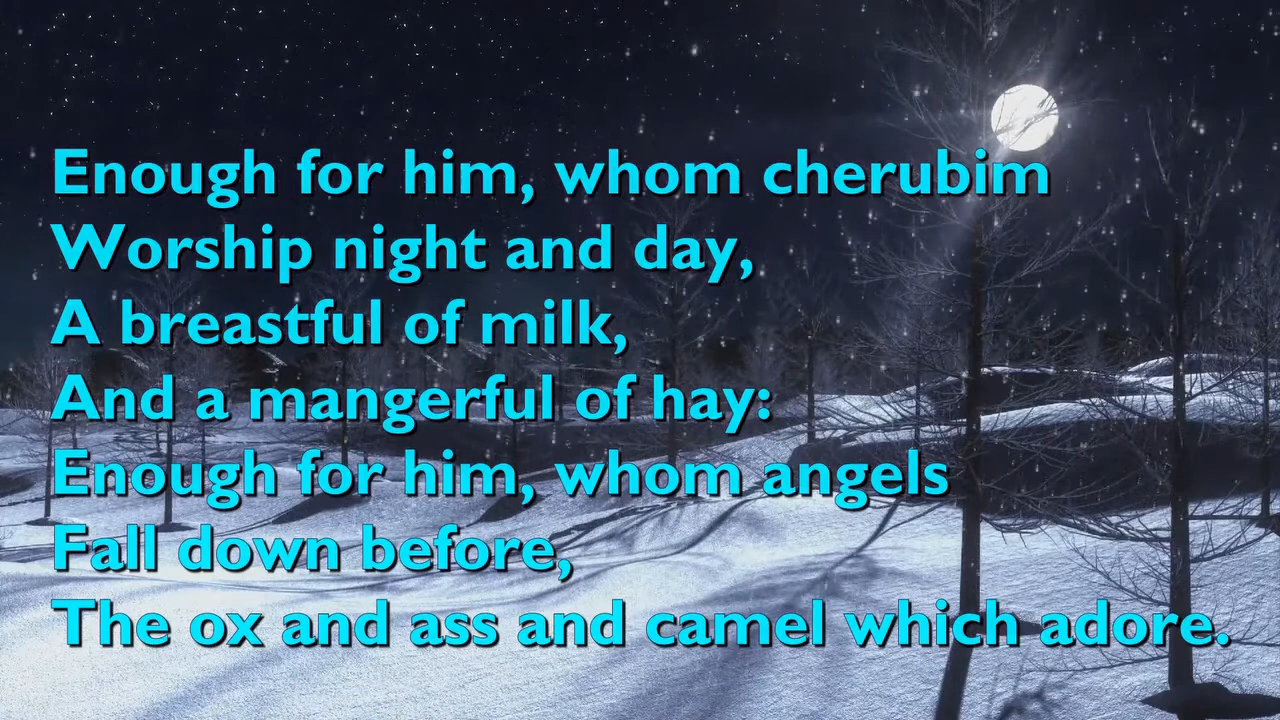 Enough for him, whom cherubim
Worship night and day,
A breastful of milk,
And a mangerful of hay:
Enough for him, whom angels
Fall down before,
The ox and ass and camel which adore.